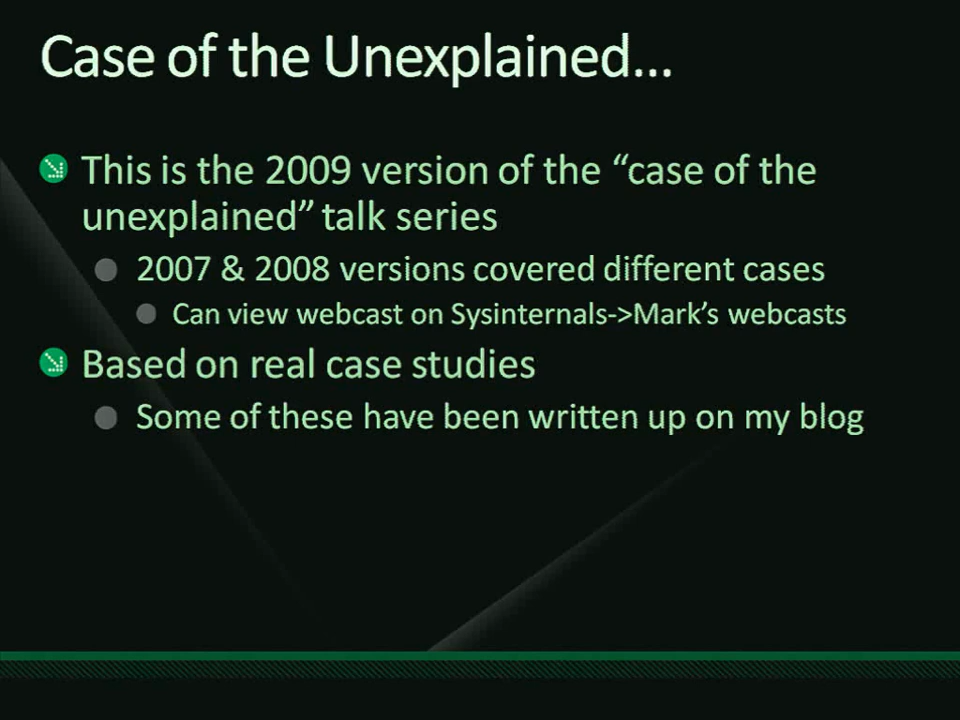 Case of the Unexplained...
This is the 2009 version of the “case of the
unexplained” talk series
2007 & 2008 versions covered different cases
Can view webcast on Sysinternals->Mark’s webcasts
Based on real case studies
Some of these have been written up on my blog